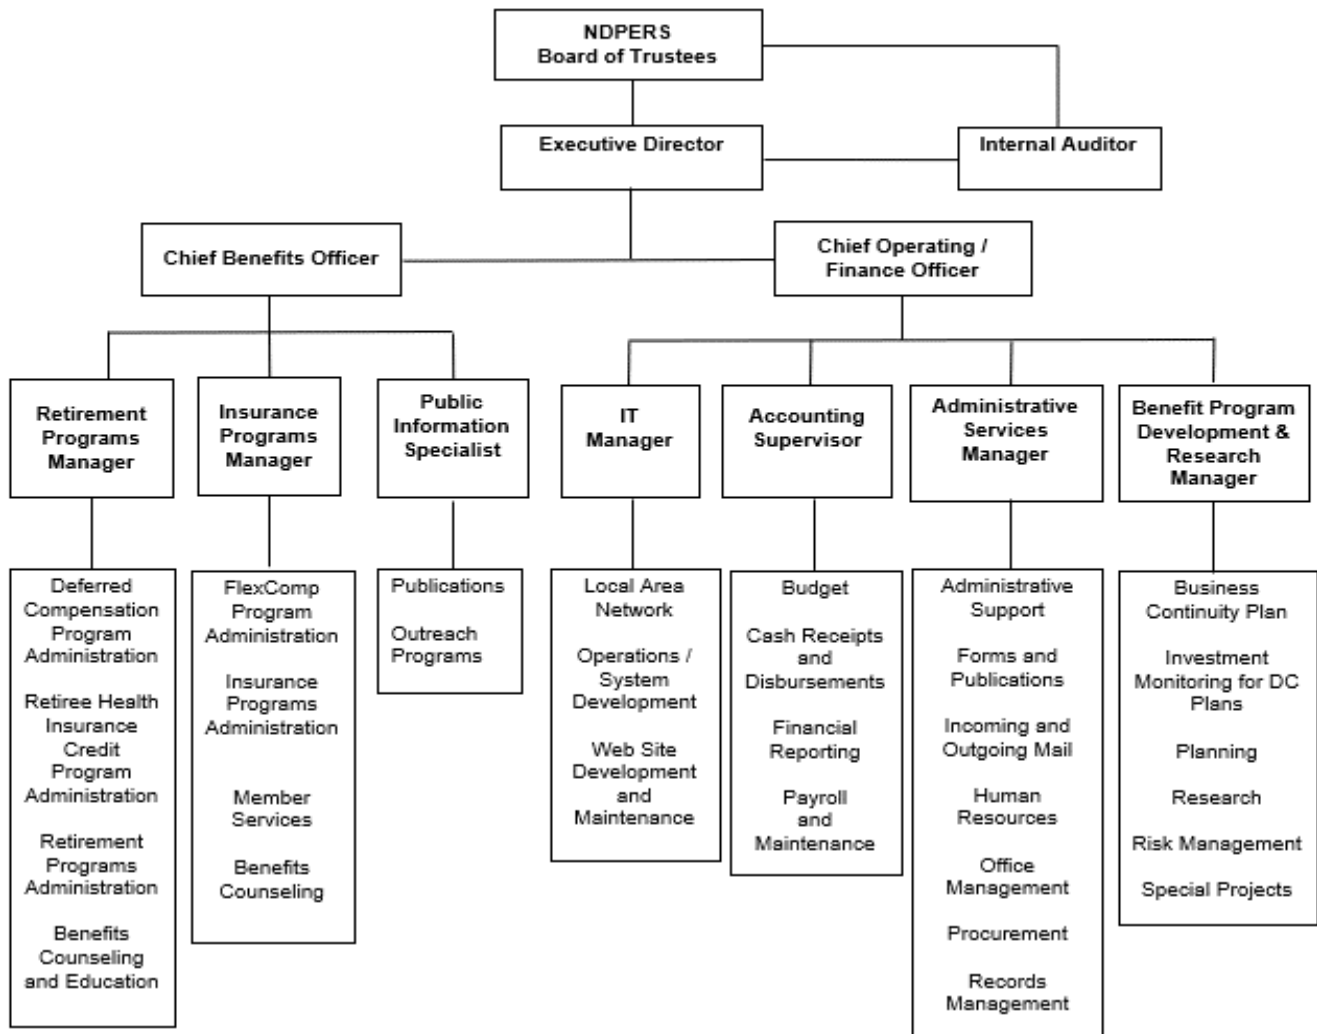 NDPERS
Board of Trustees
Executive Director
Internal Auditor
Chief Benefits Officer
Chief Operating /
Finance Officer
Retirement
Programs
Manager
Insurance
Programs
Manager
Public
Information
Specialist
IT
Manager
Accounting
Supervisor
Administrative
Services
Manager
Benefit Program
Development &
Research
Manager
Deferred
Compensation
Program
Administration
Retiree Health
Insurance
Credit
Program
Administration
Retirement
Programs
Administration
Benefits
Counseling
and Education
FlexComp
Program
Administration
Insurance
Programs
Administration
Member
Services
Benefits
Counseling
Publications
Outreach
Programs
Local Area
Network
Operations /
System
Development
Web Site
Development
and
Maintenance
Budget
Cash Receipts
and
Disbursements
Financial
Reporting
Payroll
and
Maintenance
Administrative
Support
Forms and
Publications
Incoming and
Outgoing Mail
Human
Resources
Office
Management
Procurement
Records
Management
Business
Continuity Plan
Investment
Monitoring for DC
Plans
Planning
Research
Risk Management
Special Projects